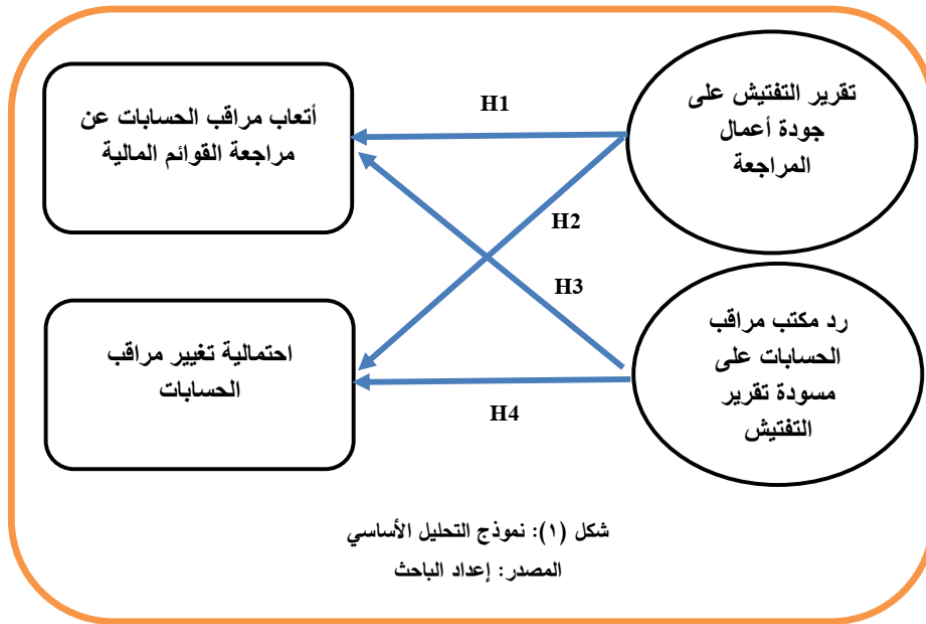 تقرير التفتيش على
جودة أعمال
المراجعة
H1
أتعاب مراقب الحسابات عن
مراجعة القوائم المالية
H2
H3
رد مكتب مراقب
الحسابات على
مسودة تقرير
التفتيش
احتمالية تغيير مراقب
الحسابات
H4
شكل (١): نموذج التحليل الأساسي
المصدر: إعداد الباحث